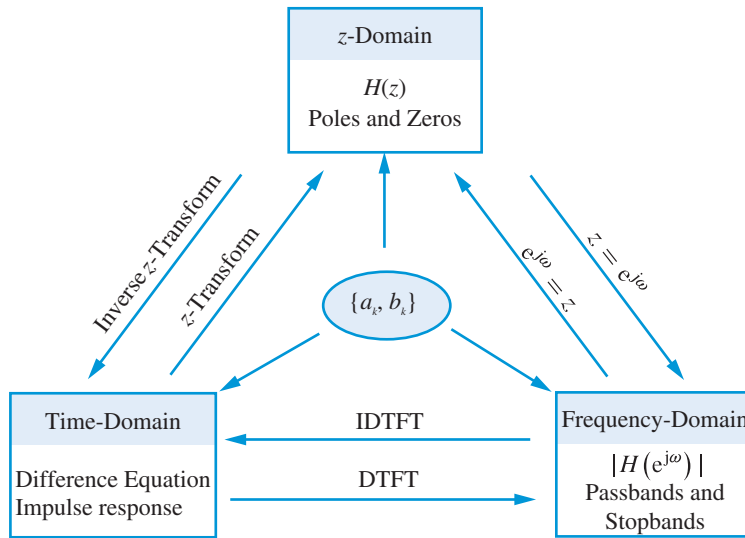 z-Domain
H(z)
Poles and Zeros
Inverse z-Transform
z-Transform
e^{jω} = z
z = e^{jω}
{a_k, b_k}
Time-Domain
Difference Equation
Impulse response
IDTFT
DTFT
Frequency-Domain
|H(e^{jω})|
Passbands and
Stopbands